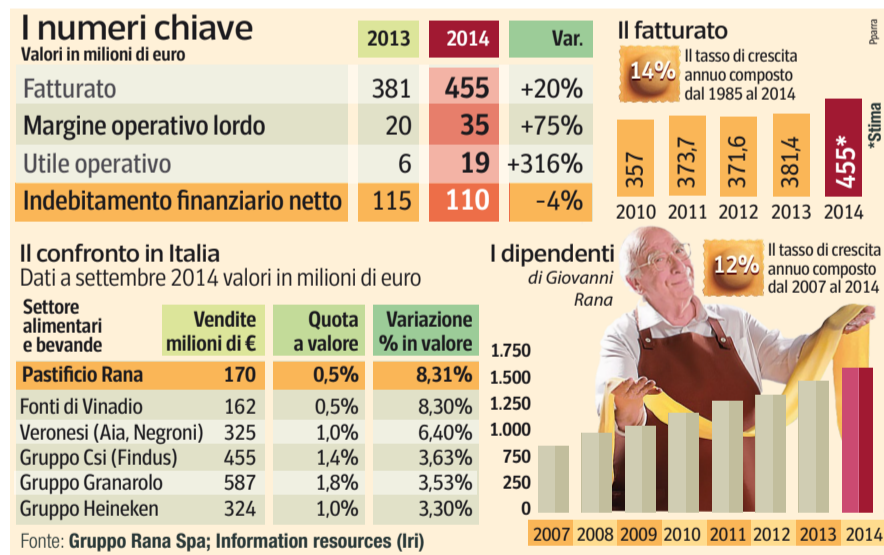 I numeri chiave
Valori in milioni di euro
2013 2014 Var.
Fatturato 381 455 +20%
Margine operativo lordo 20 35 +75%
Utile operativo 6 19 +316%
Indebitamento finanziario netto 115 110 -4%
Il fatturato
14%
Il tasso di crescita
annuo composto
dal 1985 al 2014
Pparra
*Stima
357 373,7 371,6 381,4 455*
2010 2011 2012 2013 2014
Il confronto in Italia
Dati a settembre 2014 valori in milioni di euro
Settore
alimentari
e bevande
Vendite
milioni di €
Quota
a valore
Variazione
% in valore
Pastificio Rana 170 0,5% 8,31%
Fonti di Vinadio 162 0,5% 8,30%
Veronesi (Aia, Negroni) 325 1,0% 6,40%
Gruppo Csi (Findus) 455 1,4% 3,63%
Gruppo Granarolo 587 1,8% 3,53%
Gruppo Heineken 324 1,0% 3,30%
Fonte: Gruppo Rana Spa; Information resources (Iri)
I dipendenti
di Giovanni
Rana
12%
Il tasso di crescita
annuo composto
dal 2007 al 2014
1.750
1.500
1.250
1.000
750
250
0
2007 2008 2009 2010 2011 2012 2013 2014